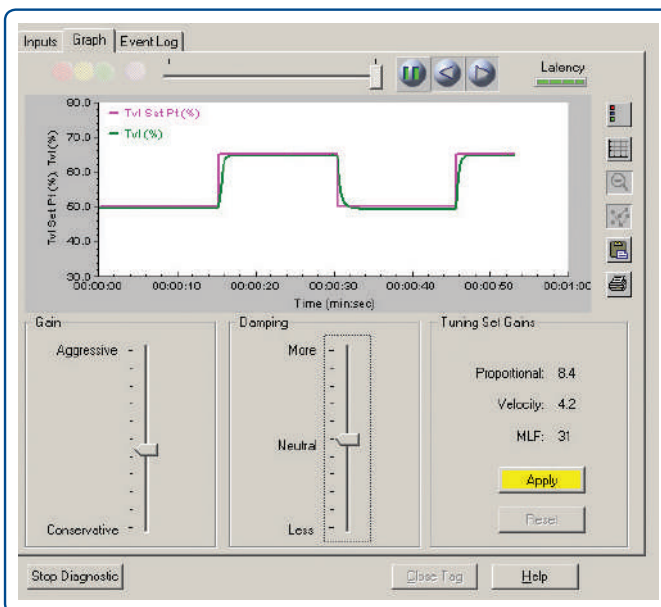 Inputs Graph Event Log
Latency
Tvl Set Pt (%), Tvl (%)
80.0
70.0
60.0
50.0
40.0
30.0
Tvl Set Pt (%)
Tvl (%)
00:00:00 00:00:10 00:00:20 00:00:30 00:00:40 00:00:50 00:01:00
Time (min:sec)
Gain
Aggressive
Conservative
Damping
More
Neutral
Less
Tuning Set Gains
Proportional: 8.4
Velocity: 4.2
MLF: 31
Apply
Reset
Stop Diagnostic Close Tag Help